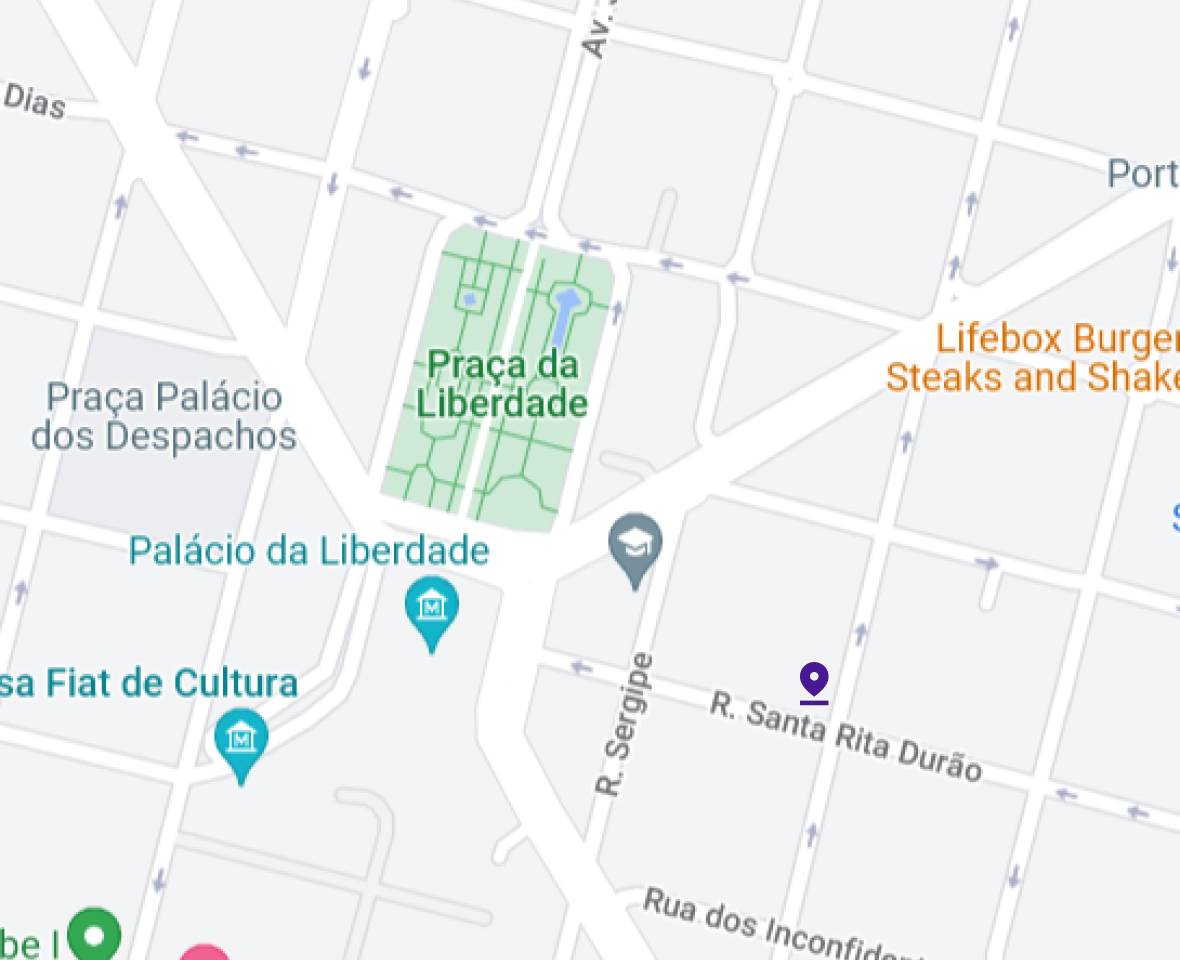 Av.
Dias
Port
Lifebox Burger
Steaks and Shake
Praça da
Liberdade
Praça Palácio
dos Despachos
Palácio da Liberdade
sa Fiat de Cultura
R. Sergipe
R. Santa Rita Durão
Rua dos Inconfiden
be I